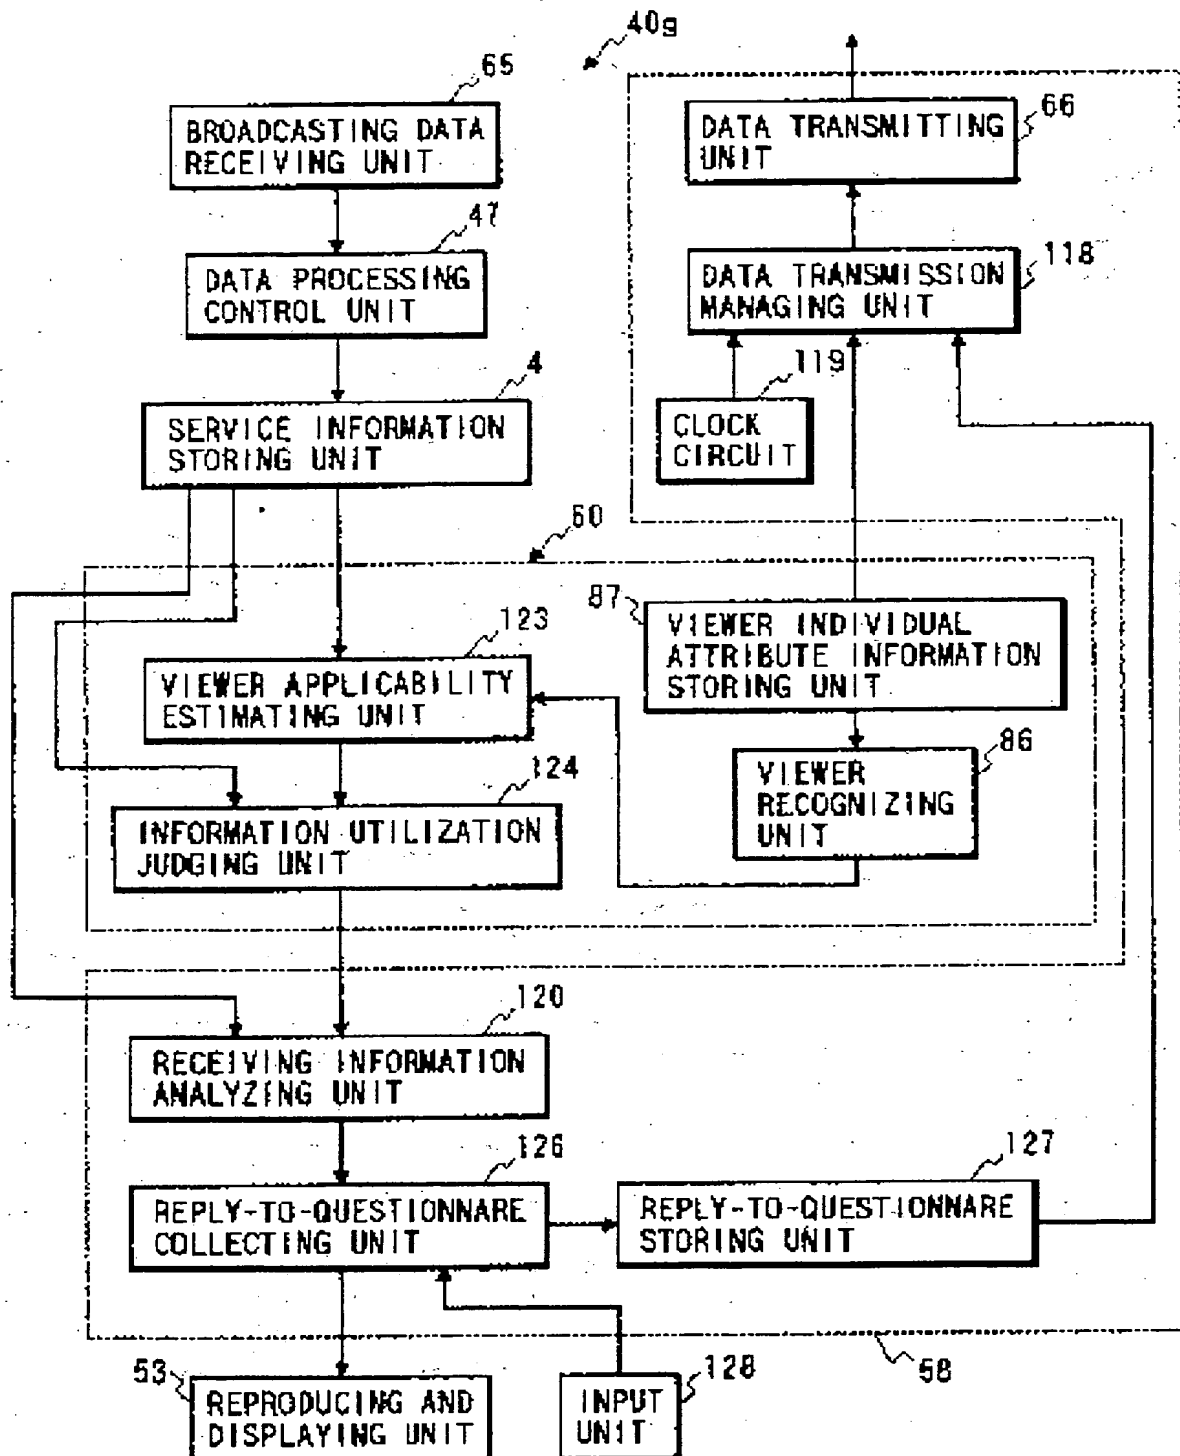 40g
65
BROADCASTING DATA
RECEIVING UNIT
47
DATA PROCESSING
CONTROL UNIT
4
SERVICE INFORMATION
STORING UNIT
DATA TRANSMITTING
UNIT
66
DATA TRANSMISSION
MANAGING UNIT
118
119
CLOCK
CIRCUIT
60
123
VIEWER APPLICABILITY
ESTIMATING UNIT
87
VIEWER INDIVIDUAL
ATTRIBUTE INFORMATION
STORING UNIT
86
VIEWER
RECOGNIZING
UNIT
124
INFORMATION UTILIZATION
JUDGING UNIT
120
RECEIVING INFORMATION
ANALYZING UNIT
126
REPLY-TO-QUESTIONNARE
COLLECTING UNIT
127
REPLY-TO-QUESTIONNARE
STORING UNIT
53
REPRODUCING AND
DISPLAYING UNIT
128
INPUT
UNIT
58